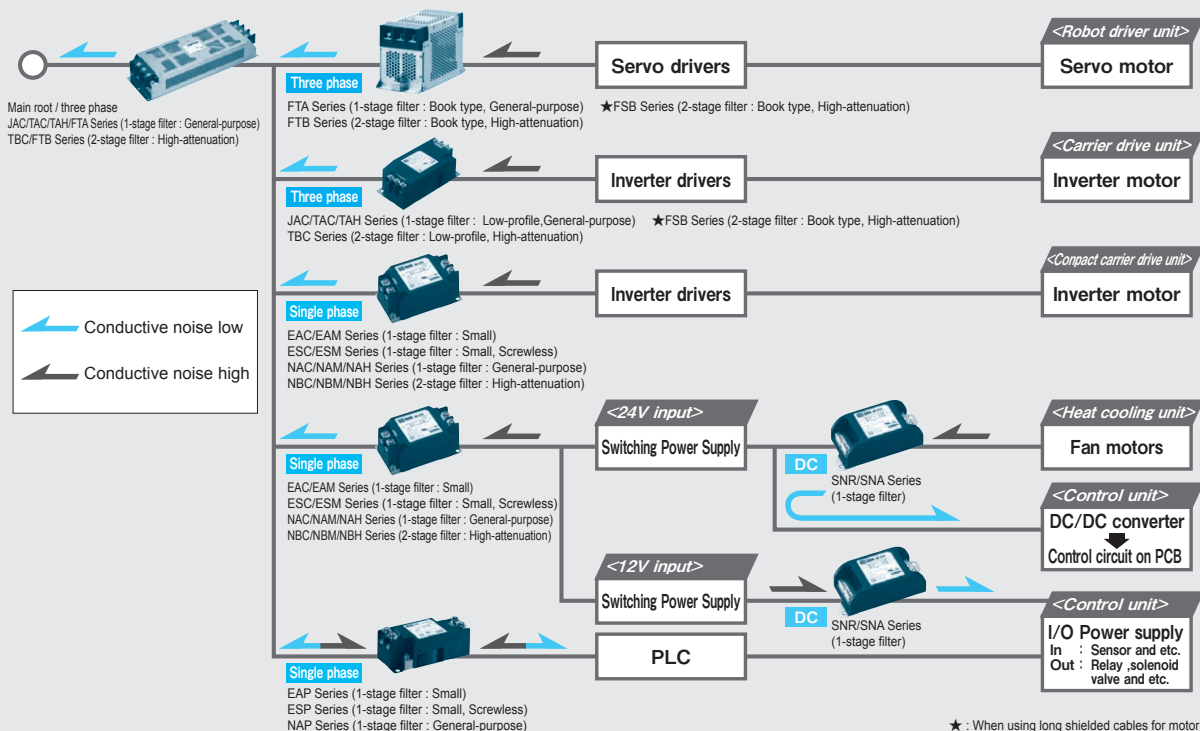 <Robot driver unit>
Servo drivers
Servo motor
Main root / three phase
JAC/TAC/TAH/FTA Series (1-stage filter : General-purpose)
TBC/FTB Series (2-stage filter : High-attenuation)
Three phase
FTA Series (1-stage filter : Book type, General-purpose)
FTB Series (2-stage filter : Book type, High-attenuation)
★FSB Series (2-stage filter : Book type, High-attenuation)
<Carrier drive unit>
Inverter drivers
Inverter motor
Three phase
JAC/TAC/TAH Series (1-stage filter : Low-profile,General-purpose)
TBC Series (2-stage filter : Low-profile, High-attenuation)
★FSB Series (2-stage filter : Book type, High-attenuation)
<Conpact carrier drive unit>
Inverter drivers
Inverter motor
Single phase
EAC/EAM Series (1-stage filter : Small)
ESC/ESM Series (1-stage filter : Small, Screwless)
NAC/NAM/NAH Series (1-stage filter : General-purpose)
NBC/NBM/NBH Series (2-stage filter : High-attenuation)
Conductive noise low
Conductive noise high
<24V input>
Switching Power Supply
<Heat cooling unit>
Fan motors
Single phase
EAC/EAM Series (1-stage filter : Small)
ESC/ESM Series (1-stage filter : Small, Screwless)
NAC/NAM/NAH Series (1-stage filter : General-purpose)
NBC/NBM/NBH Series (2-stage filter : High-attenuation)
DC
SNR/SNA Series
(1-stage filter)
<Control unit>
DC/DC converter
Control circuit on PCB
<12V input>
Switching Power Supply
DC
SNR/SNA Series
(1-stage filter)
<Control unit>
I/O Power supply
In : Sensor and etc.
Out : Relay ,solenoid
valve and etc.
PLC
Single phase
EAP Series (1-stage filter : Small)
ESP Series (1-stage filter : Small, Screwless)
NAP Series (1-stage filter : General-purpose)
★ : When using long shielded cables for motor